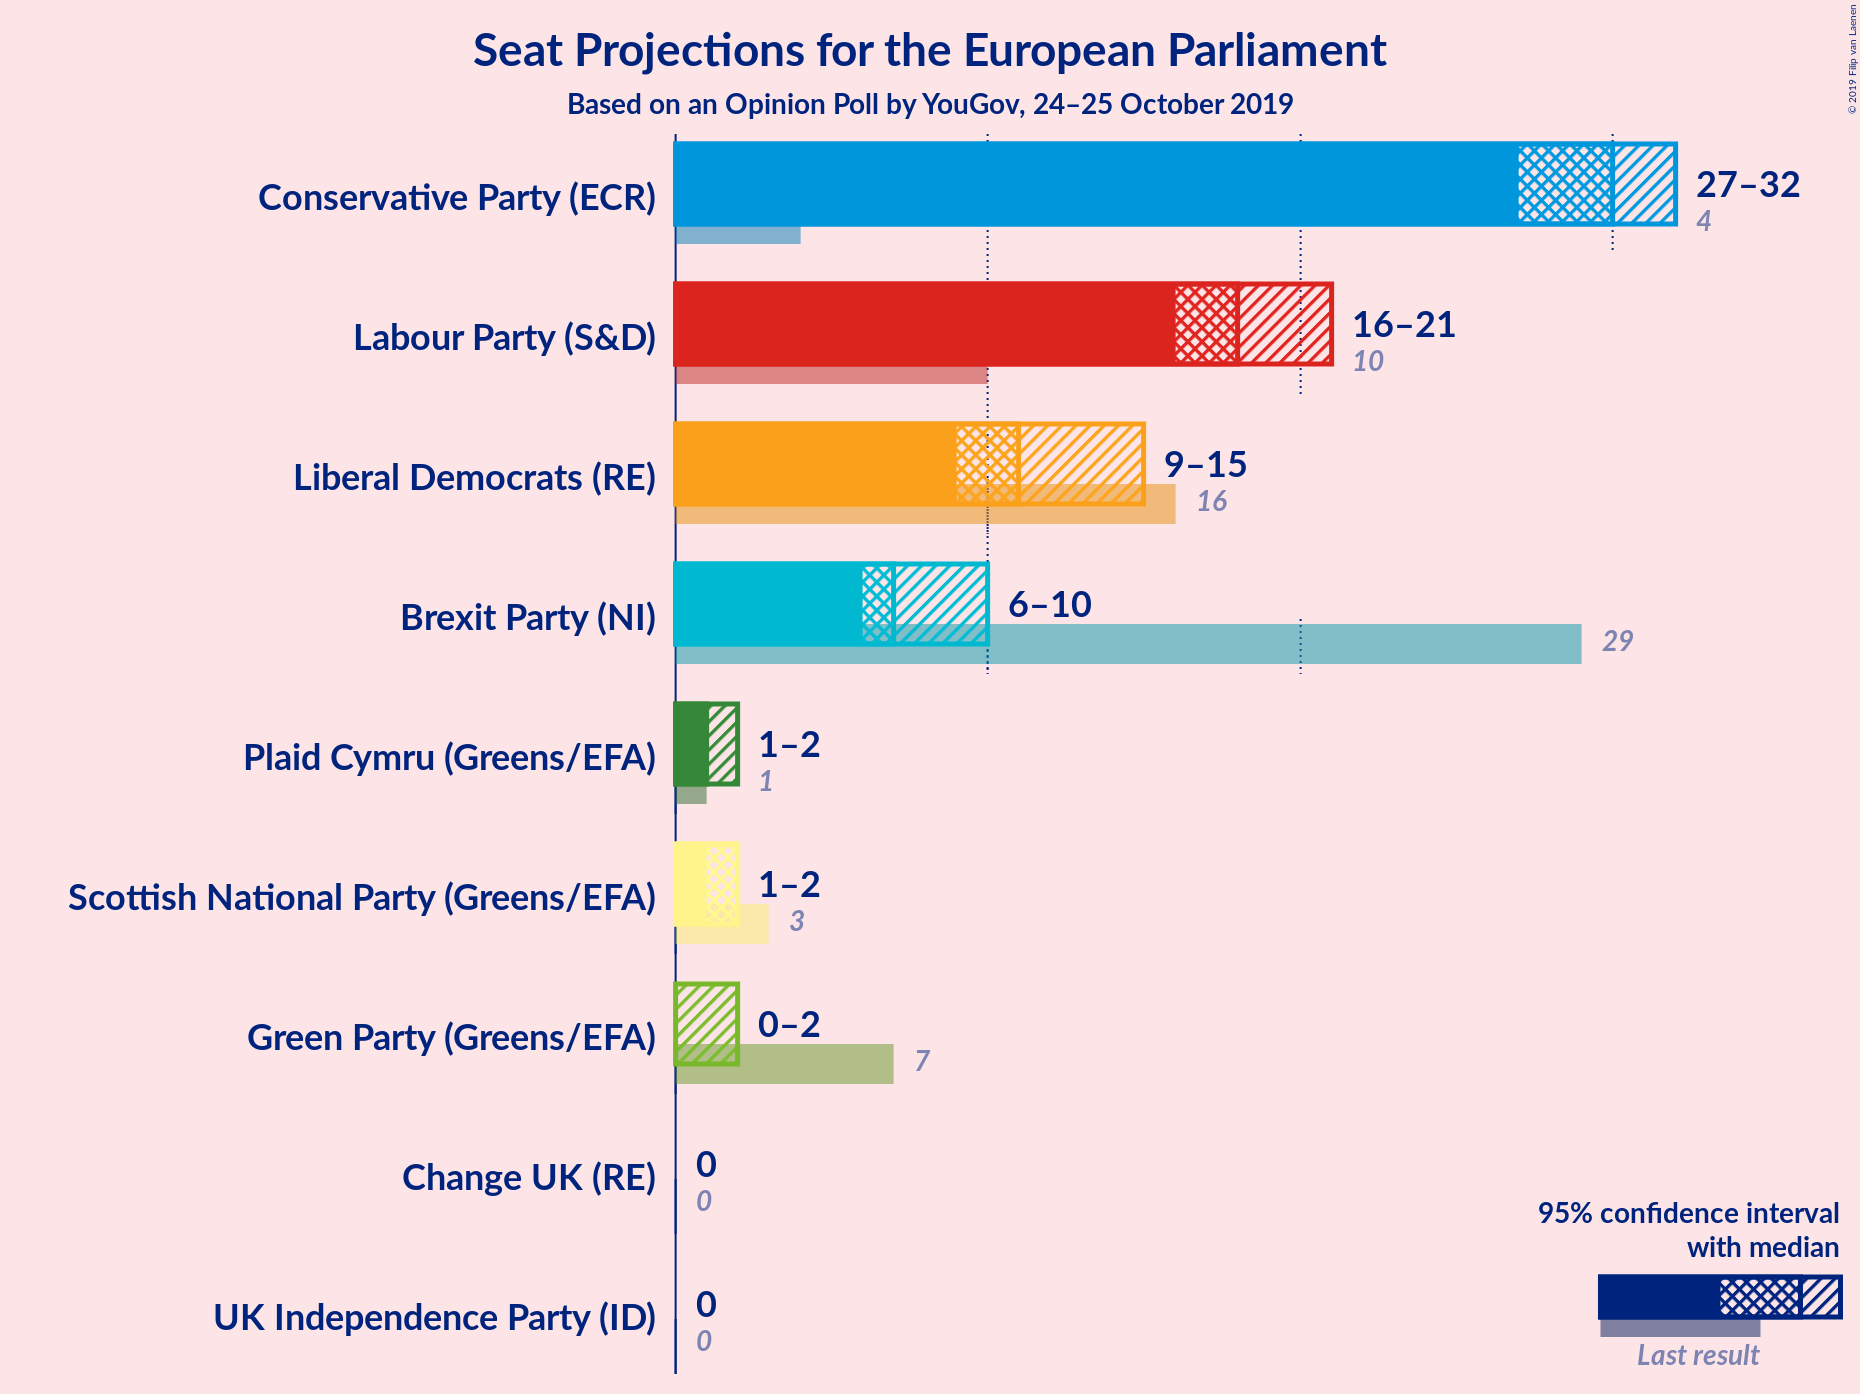 Seat Projections for the European Parliament
Based on an Opinion Poll by YouGov, 24–25 October 2019
© 2019 Filip van Laenen
Conservative Party (ECR)
27–32
4
Labour Party (S&D)
16–21
10
Liberal Democrats (RE)
9–15
16
Brexit Party (NI)
6–10
29
Plaid Cymru (Greens/EFA)
1–2
1
Scottish National Party (Greens/EFA)
1–2
3
Green Party (Greens/EFA)
0–2
7
Change UK (RE)
0
0
UK Independence Party (ID)
0
0
95% confidence interval
with median
Last result